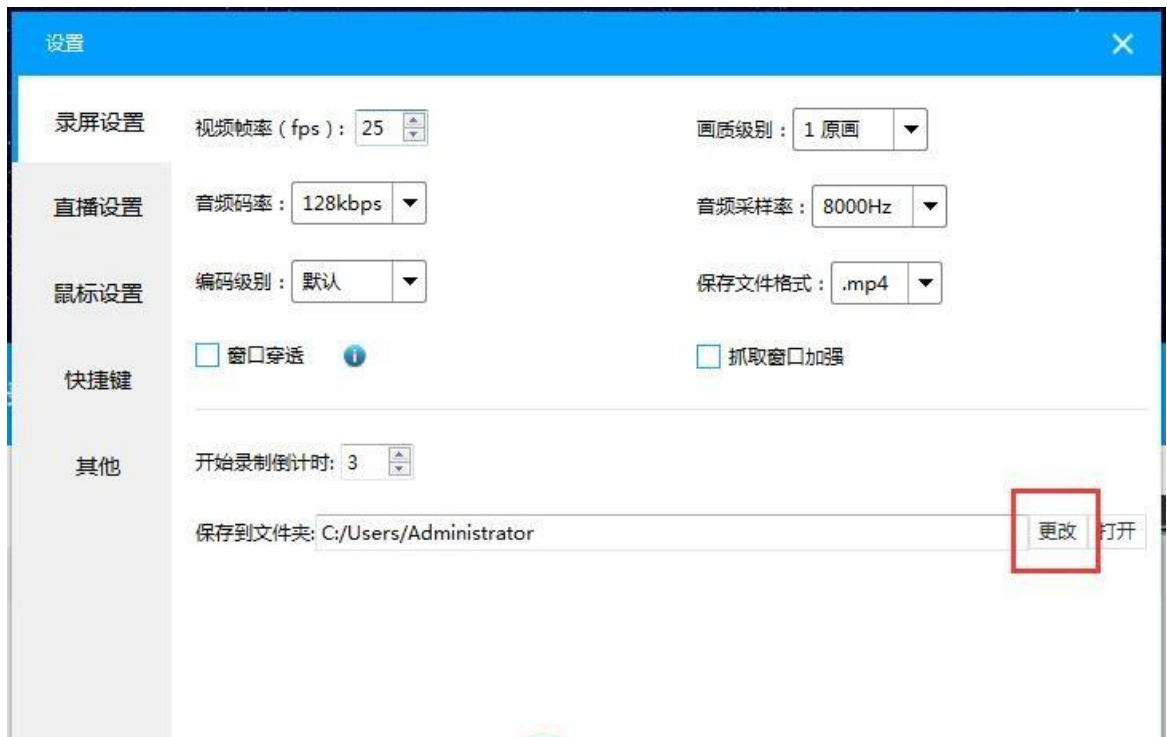 设置
录屏设置
视频帧率 ( fps ) : 25
画质级别 : 1 原画
直播设置
音频码率 : 128kbps
音频采样率 : 8000Hz
鼠标设置
编码级别 : 默认
保存文件格式 : .mp4
窗口穿透
抓取窗口加强
快捷键
其他
开始录制倒计时: 3
保存到文件夹: C:/Users/Administrator 更改 打开